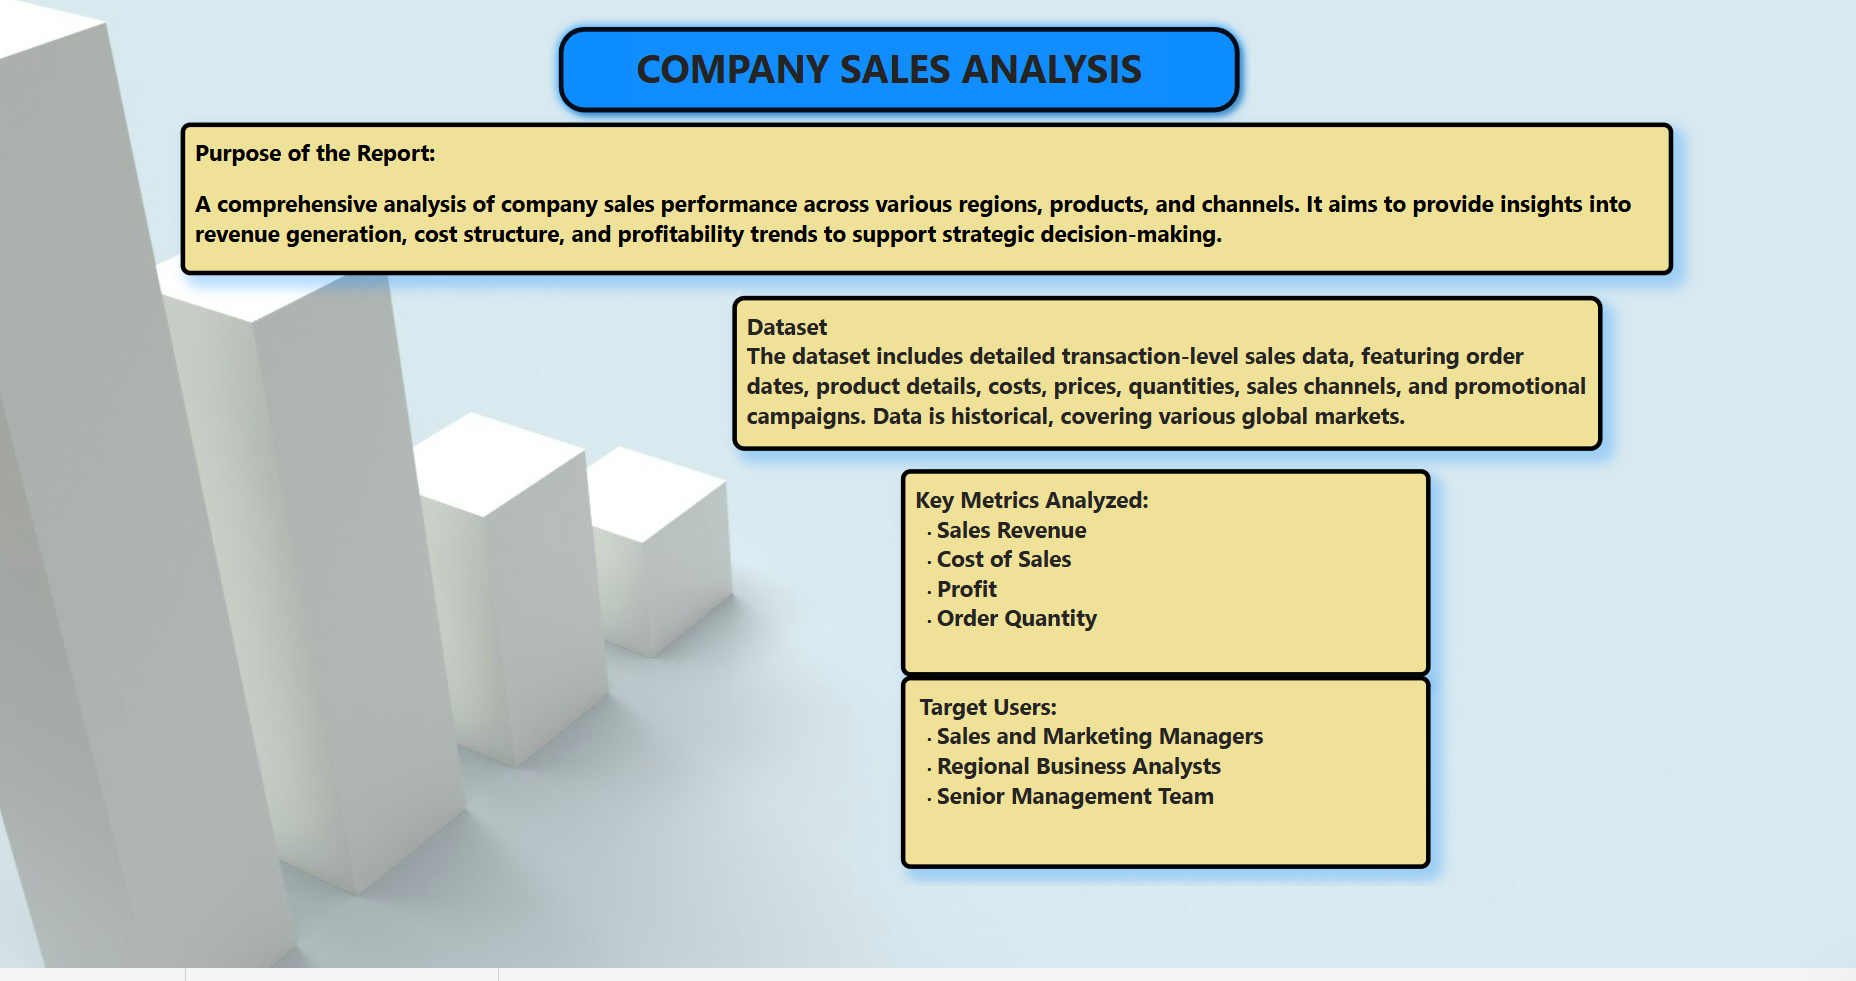 COMPANY SALES ANALYSIS
Purpose of the Report:
A comprehensive analysis of company sales performance across various regions, products, and channels. It aims to provide insights into
revenue generation, cost structure, and profitability trends to support strategic decision-making.
Dataset
The dataset includes detailed transaction-level sales data, featuring order
dates, product details, costs, prices, quantities, sales channels, and promotional
campaigns. Data is historical, covering various global markets.
Key Metrics Analyzed:
· Sales Revenue
· Cost of Sales
· Profit
· Order Quantity
Target Users:
· Sales and Marketing Managers
· Regional Business Analysts
· Senior Management Team